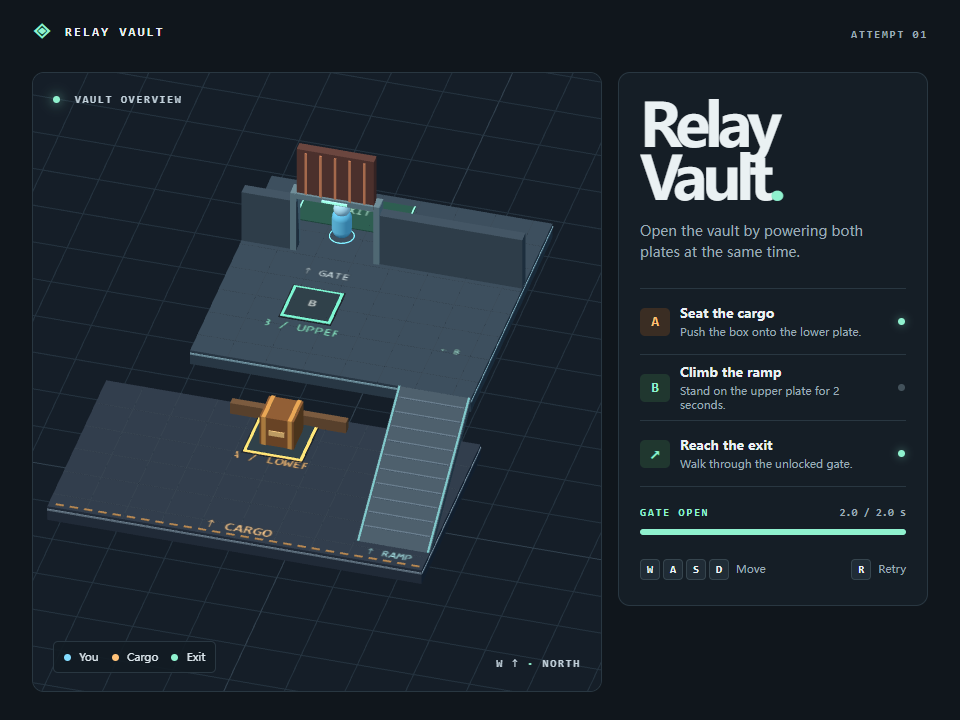 RELAY VAULT
ATTEMPT 01
VAULT OVERVIEW
↑ GATE
B
↑ CARGO
↑ RAMP
You
Cargo
Exit
W ↑ · NORTH
Relay
Vault.
Open the vault by powering both
plates at the same time.
A
Seat the cargo
Push the box onto the lower plate.
B
Climb the ramp
Stand on the upper plate for 2
seconds.
↗
Reach the exit
Walk through the unlocked gate.
GATE OPEN
2.0 / 2.0 s
W A S D Move
R Retry